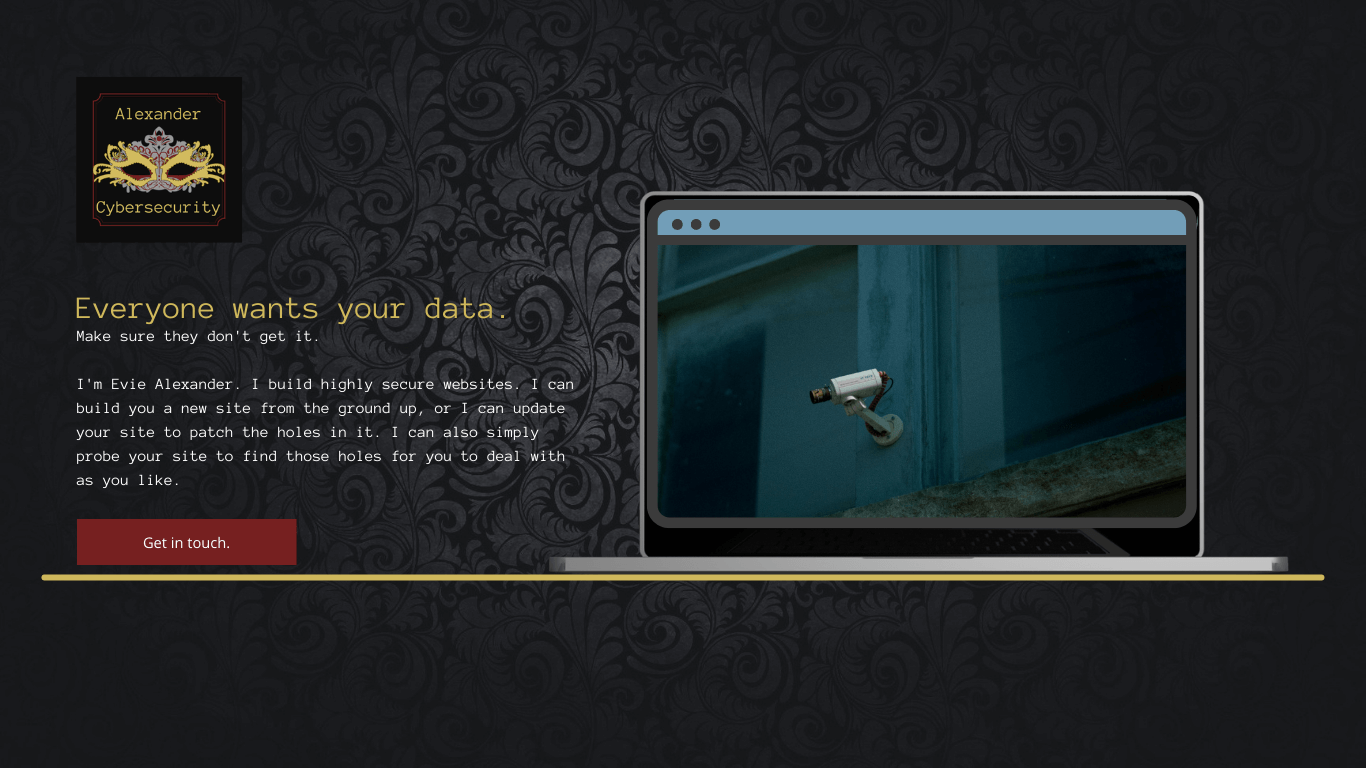 Alexander
Cybersecurity
Everyone wants your data.
Make sure they don't get it.
I'm Evie Alexander. I build highly secure websites. I can
build you a new site from the ground up, or I can update
your site to patch the holes in it. I can also simply
probe your site to find those holes for you to deal with
as you like.
Get in touch.